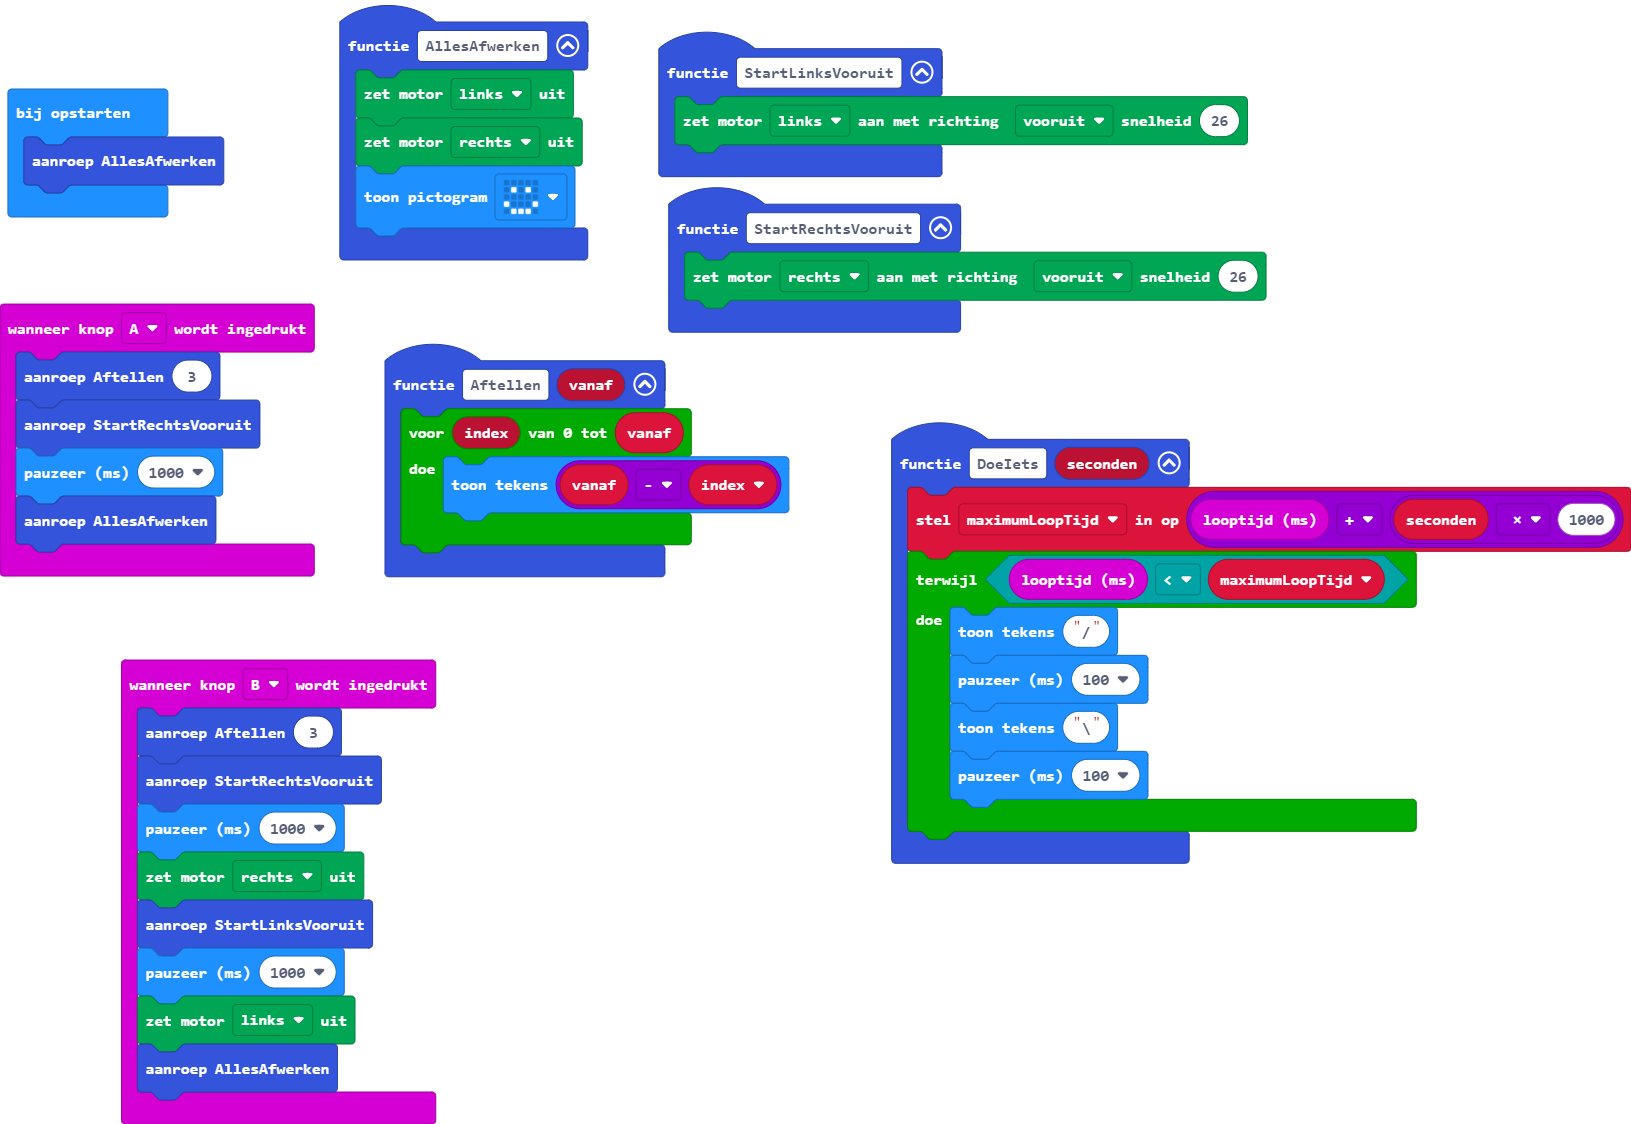 bij opstarten
aanroep AllesAfwerken
functie AllesAfwerken
zet motor links uit
zet motor rechts uit
toon pictogram
functie StartLinksVooruit
zet motor links aan met richting vooruit snelheid 26
functie StartRechtsVooruit
zet motor rechts aan met richting vooruit snelheid 26
wanneer knop A wordt ingedrukt
aanroep Aftellen 3
aanroep StartRechtsVooruit
pauzeer (ms) 1000
aanroep AllesAfwerken
functie Aftellen vanaf
voor index van 0 tot vanaf
doe
toon tekens vanaf - index
functie DoeIets seconden
stel maximumLoopTijd in op looptijd (ms) + seconden × 1000
terwijl looptijd (ms) < maximumLoopTijd
doe
toon tekens "/"
pauzeer (ms) 100
toon tekens "\"
pauzeer (ms) 100
wanneer knop B wordt ingedrukt
aanroep Aftellen 3
aanroep StartRechtsVooruit
pauzeer (ms) 1000
zet motor rechts uit
aanroep StartLinksVooruit
pauzeer (ms) 1000
zet motor links uit
aanroep AllesAfwerken